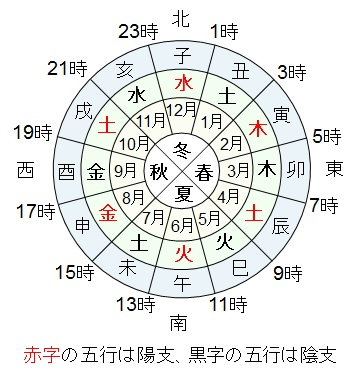 北
23時 1時
21時 3時
19時 5時
西 東
17時 7時
15時 9時
13時 11時
南
子 丑 寅 卯 辰 巳 午 未 申 酉 戌 亥
水 土 木 木 土 火 火 土 金 金 土 水
12月 1月 2月 3月 4月 5月 6月 7月 8月 9月 10月 11月
冬 春 夏 秋
赤字の五行は陽支、黒字の五行は陰支